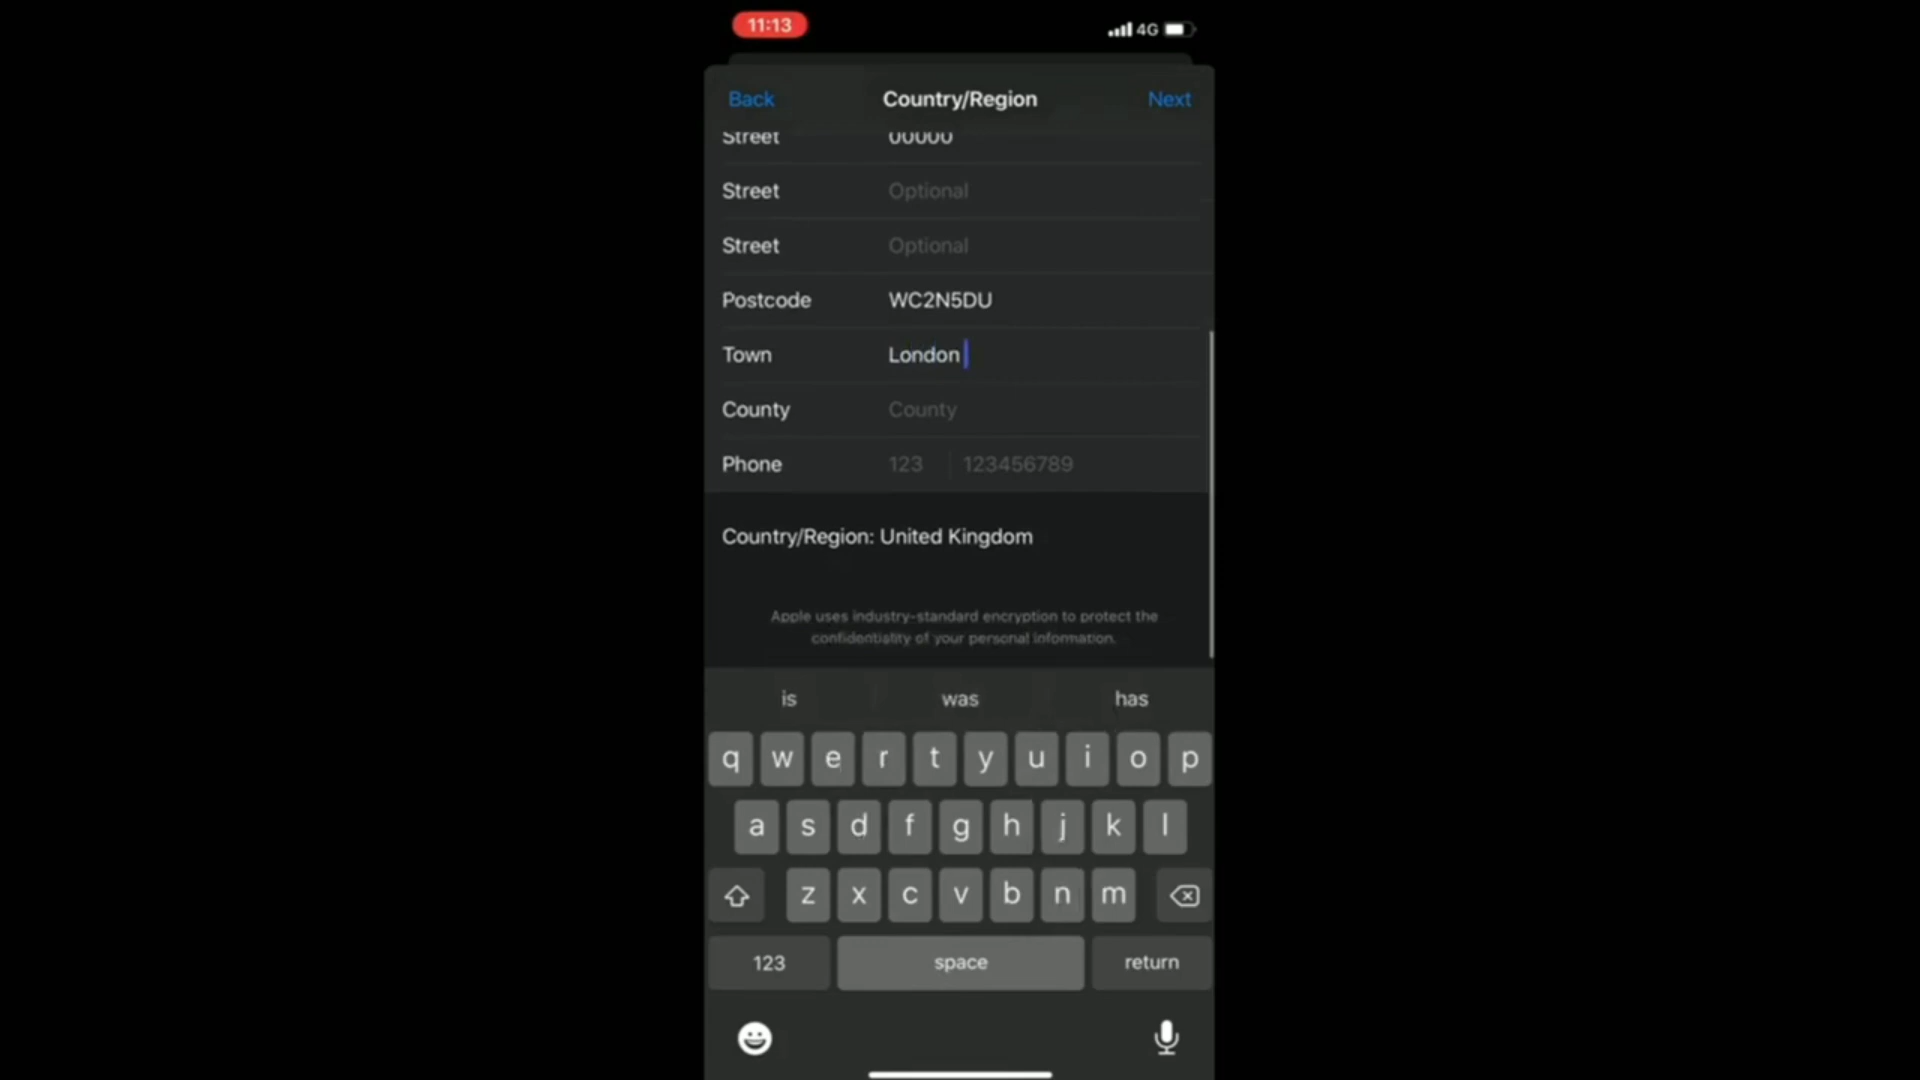 11:13 4G
Back Country/Region Next
Street 00000
Street Optional
Street Optional
Postcode WC2N5DU
Town London
County County
Phone 123 123456789
Country/Region: United Kingdom
Apple uses industry-standard encryption to protect the
confidentiality of your personal information.
is was has
q w e r t y u i o p
a s d f g h j k l
z x c v b n m
123 space return